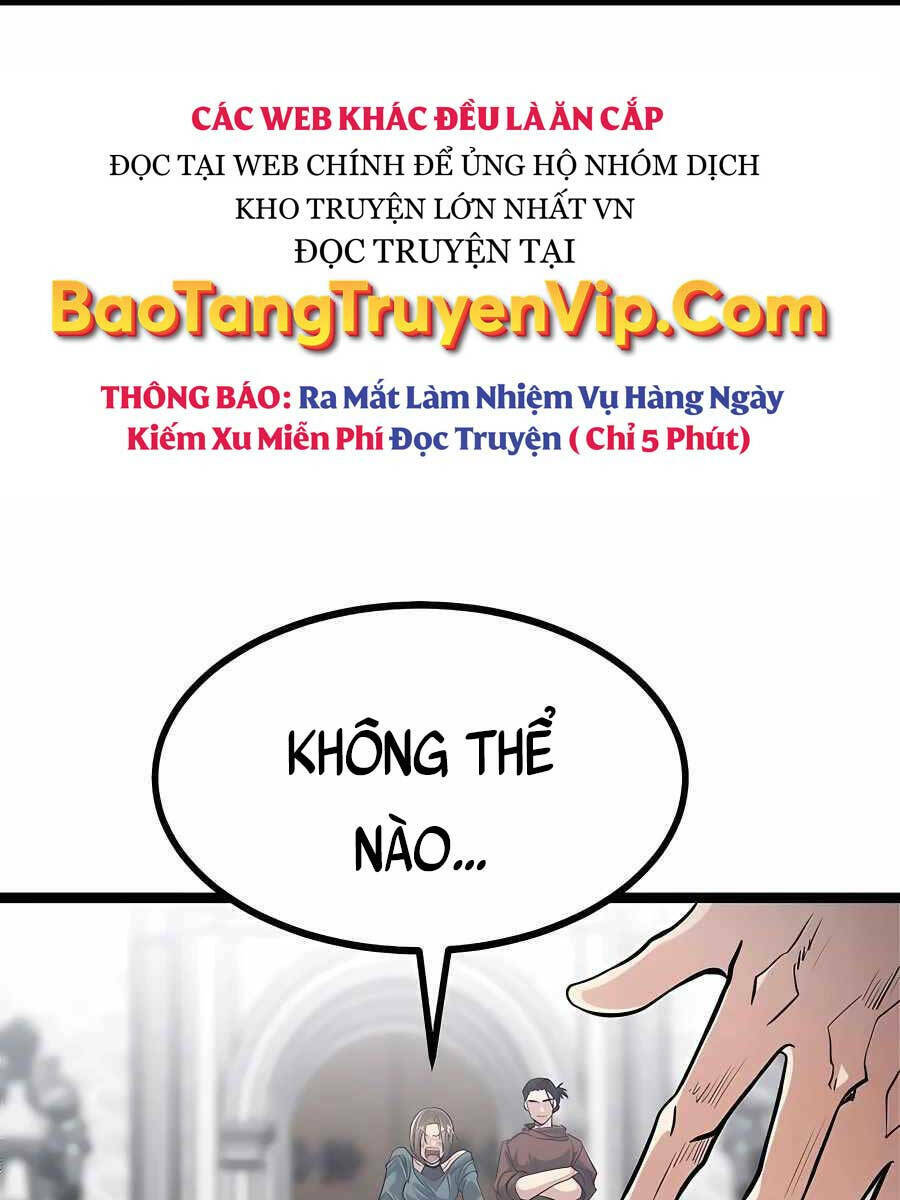 CÁC WEB KHÁC ĐỀU LÀ ĂN CẮP
ĐỌC TẠI WEB CHÍNH ĐỂ ỦNG HỘ NHÓM DỊCH
KHO TRUYỆN LỚN NHẤT VN
ĐỌC TRUYỆN TẠI
BaoTangTruyenVip.Com
THÔNG BÁO: Ra Mắt Làm Nhiệm Vụ Hàng Ngày
Kiếm Xu Miễn Phí Đọc Truyện ( Chỉ 5 Phút)
KHÔNG THỂ
NÀO...